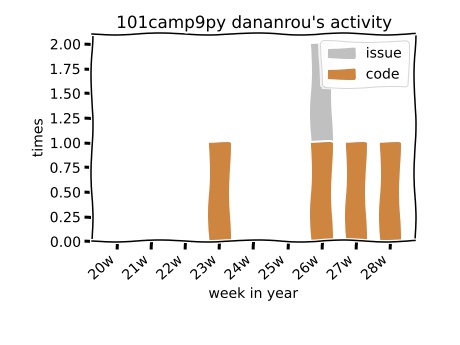 101camp9py dananrou's activity
issue
code
times
2.00
1.75
1.50
1.25
1.00
0.75
0.50
0.25
0.00
20w
21w
22w
23w
24w
25w
26w
27w
28w
week in year